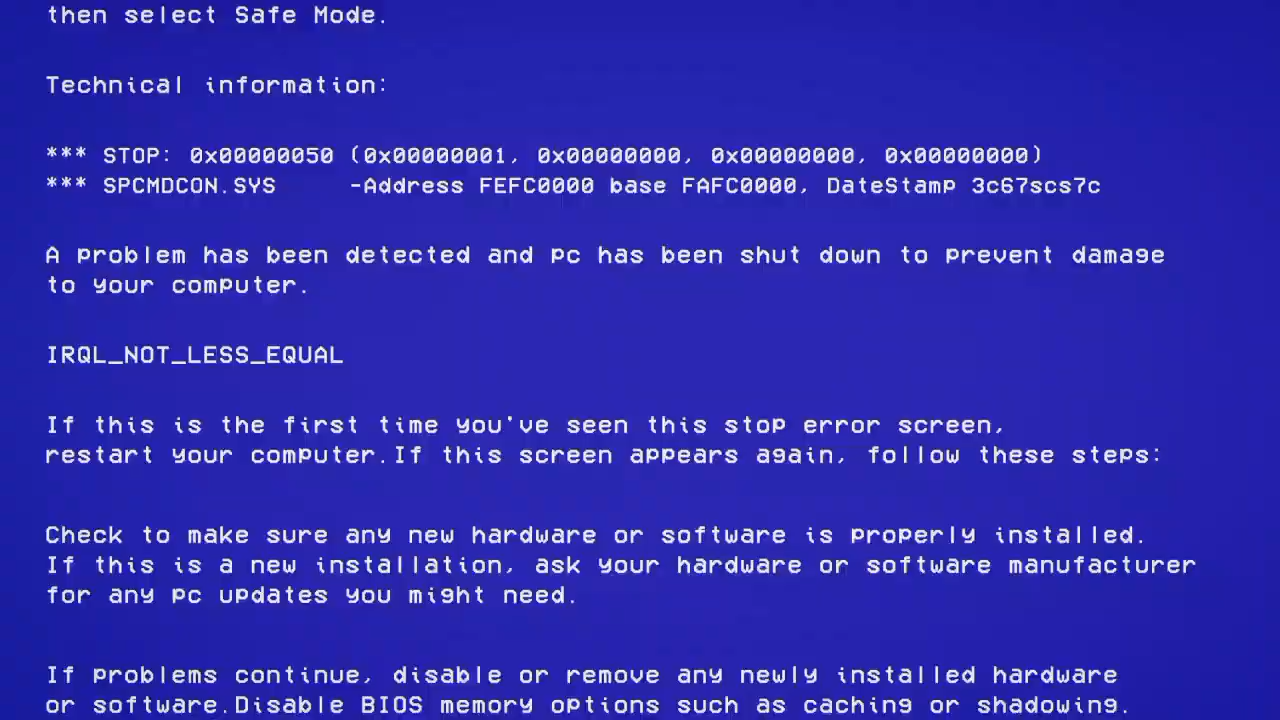 then select Safe Mode.
Technical information:
*** STOP: 0x00000050 (0x00000001, 0x00000000, 0x00000000, 0x00000000)
*** SPCMDCON.SYS -Address FEFC0000 base FAFC0000, DateStamp 3c67scs7c
A problem has been detected and pc has been shut down to prevent damage
to your computer.
IRQL_NOT_LESS_EQUAL
If this is the first time you've seen this stop error screen,
restart your computer.If this screen appears again, follow these steps:
Check to make sure any new hardware or software is properly installed.
If this is a new installation, ask your hardware or software manufacturer
for any pc updates you might need.
If problems continue, disable or remove any newly installed hardware
or software.Disable BIOS memory options such as caching or shadowing.